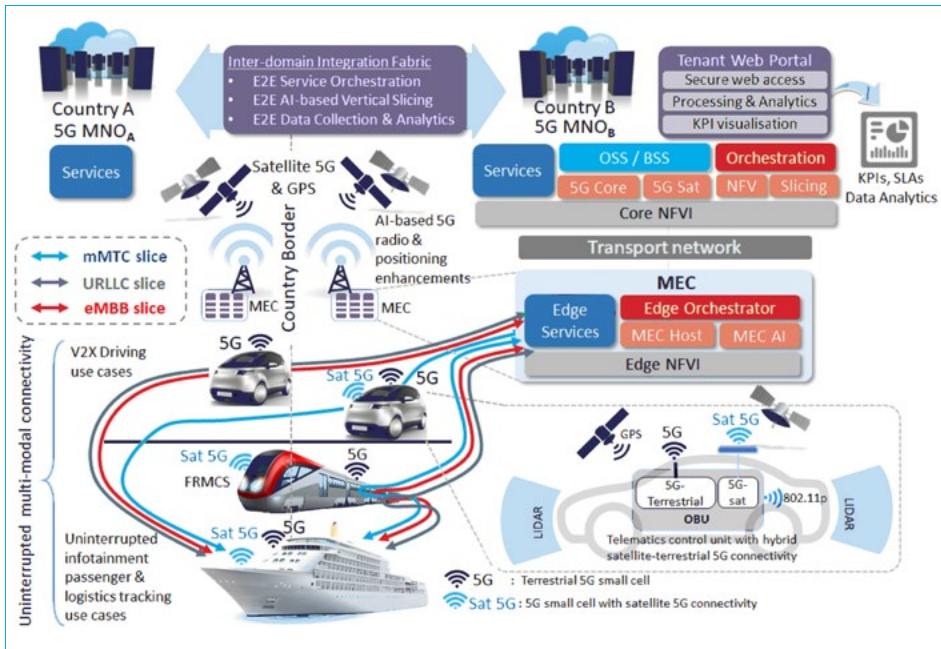 Country A
5G MNO_A
Services
Inter-domain Integration Fabric
• E2E Service Orchestration
• E2E AI-based Vertical Slicing
• E2E Data Collection & Analytics
Country B
5G MNO_B
Tenant Web Portal
Secure web access
Processing & Analytics
KPI visualisation
KPIs, SLAs
Data Analytics
Services
OSS / BSS
Orchestration
5G Core
5G Sat
NFV
Slicing
Core NFVI
Transport network
Satellite 5G
& GPS
Country Border
AI-based 5G
radio &
positioning
enhancements
MEC
MEC
mMTC slice
URLLC slice
eMBB slice
MEC
Edge
Services
Edge Orchestrator
MEC Host
MEC AI
Edge NFVI
Uninterrupted multi-modal connectivity
V2X Driving
use cases
5G
Sat 5G
5G
Sat 5G
FRMCS
5G
Uninterrupted
infotainment
passenger &
logistics tracking
use cases
Sat 5G
5G
GPS
5G
Sat 5G
5G-
Terrestrial
5G-
sat
802.11p
OBU
LIDAR
LIDAR
Telematics control unit with hybrid
satellite-terrestrial 5G connectivity
5G : Terrestrial 5G small cell
Sat 5G : 5G small cell with satellite 5G connectivity